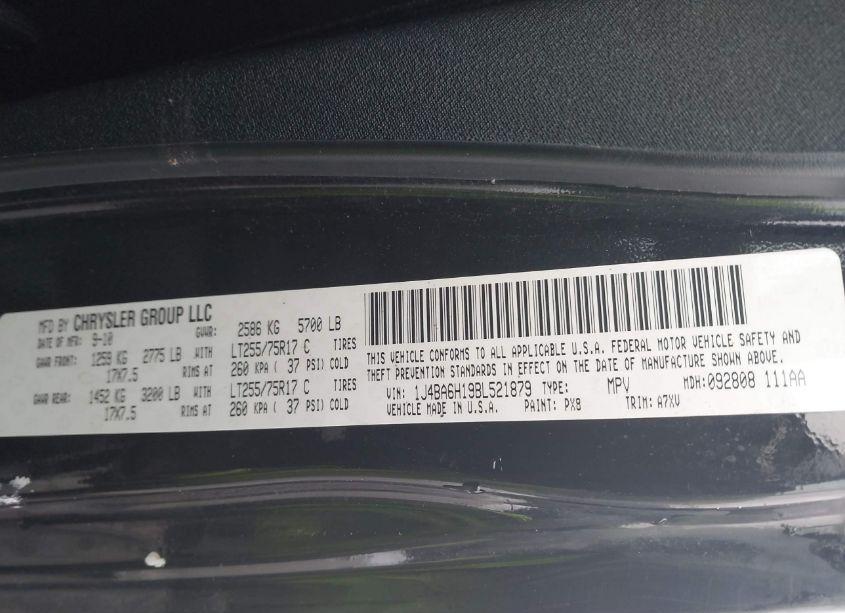 MFD BY CHRYSLER GROUP LLC
DATE OF MFR: 9-10 GVWR: 2586 KG 5700 LB
GAWR FRONT: 1259 KG 2775 LB WITH LT255/75R17 C TIRES
17X7.5 RIMS AT 260 KPA ( 37 PSI) COLD
GAWR REAR: 1452 KG 3200 LB WITH LT255/75R17 C TIRES
17X7.5 RIMS AT 260 KPA ( 37 PSI) COLD
THIS VEHICLE CONFORMS TO ALL APPLICABLE U.S.A. FEDERAL MOTOR VEHICLE SAFETY AND
THEFT PREVENTION STANDARDS IN EFFECT ON THE DATE OF MANUFACTURE SHOWN ABOVE.
VIN: 1J4BA6H19BL521879 TYPE: MPV MDH:092808 111AA
VEHICLE MADE IN U.S.A. PAINT: PX8 TRIM: A7XV